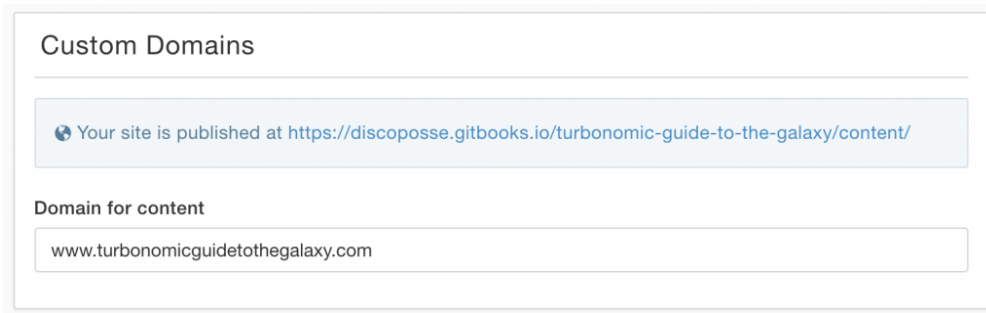 Custom Domains
Your site is published at https://discoposse.gitbooks.io/turbonomic-guide-to-the-galaxy/content/
Domain for content
www.turbonomicguidetothegalaxy.com